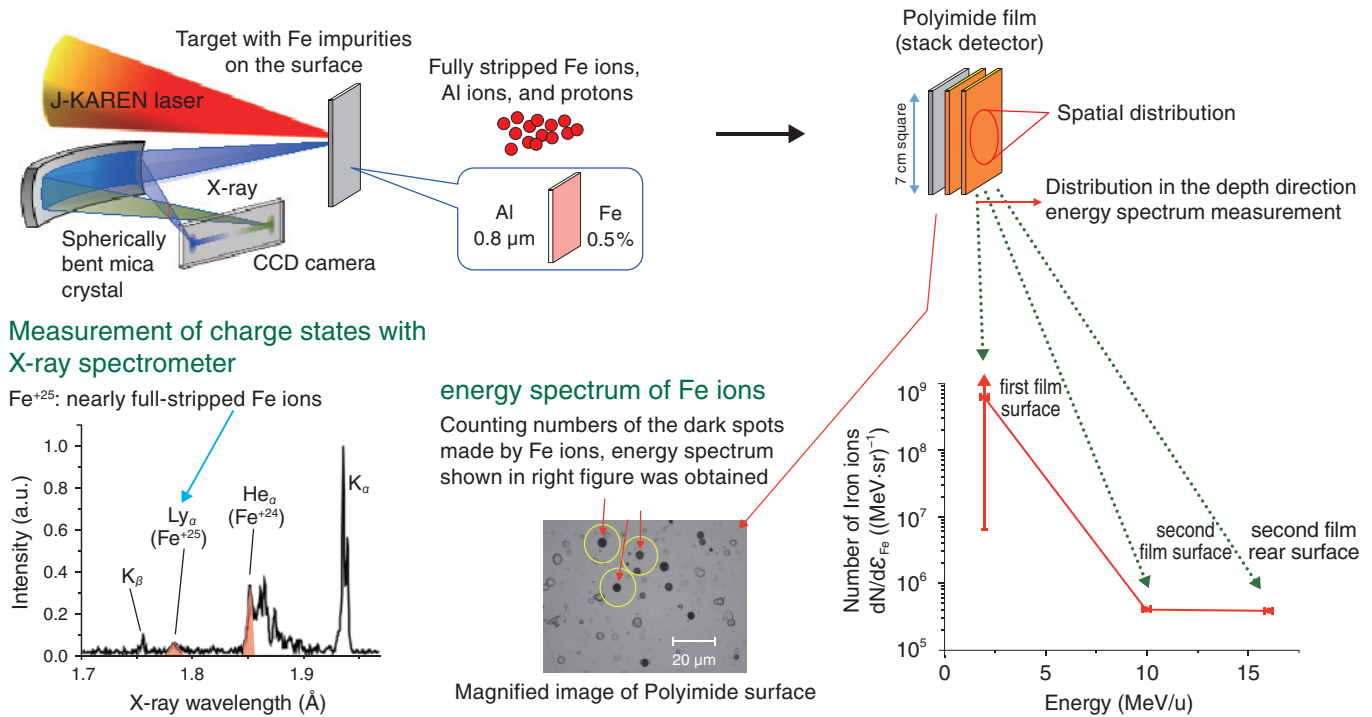 Target with Fe impurities
on the surface
J-KAREN laser
X-ray
Spherically
bent mica
crystal
CCD camera
Fully stripped Fe ions,
Al ions, and protons
Al
0.8 µm
Fe
0.5%
Polyimide film
(stack detector)
7 cm square
Spatial distribution
Distribution in the depth direction
energy spectrum measurement
Measurement of charge states with
X-ray spectrometer
Fe⁺²⁵: nearly full-stripped Fe ions
Intensity (a.u.)
1.0
0.8
0.6
0.4
0.2
0.0
Kβ
Lyα
(Fe⁺²⁵)
Heα
(Fe⁺²⁴)
Kα
1.7
1.8
1.9
X-ray wavelength (Å)
energy spectrum of Fe ions
Counting numbers of the dark spots
made by Fe ions, energy spectrum
shown in right figure was obtained
20 µm
Magnified image of Polyimide surface
Number of Iron ions
dN/dℰFe ((MeV·sr)⁻¹
10⁹
10⁸
10⁷
10⁶
10⁵
first film
surface
second
film surface
second film
rear surface
0
5
10
15
Energy (MeV/u)